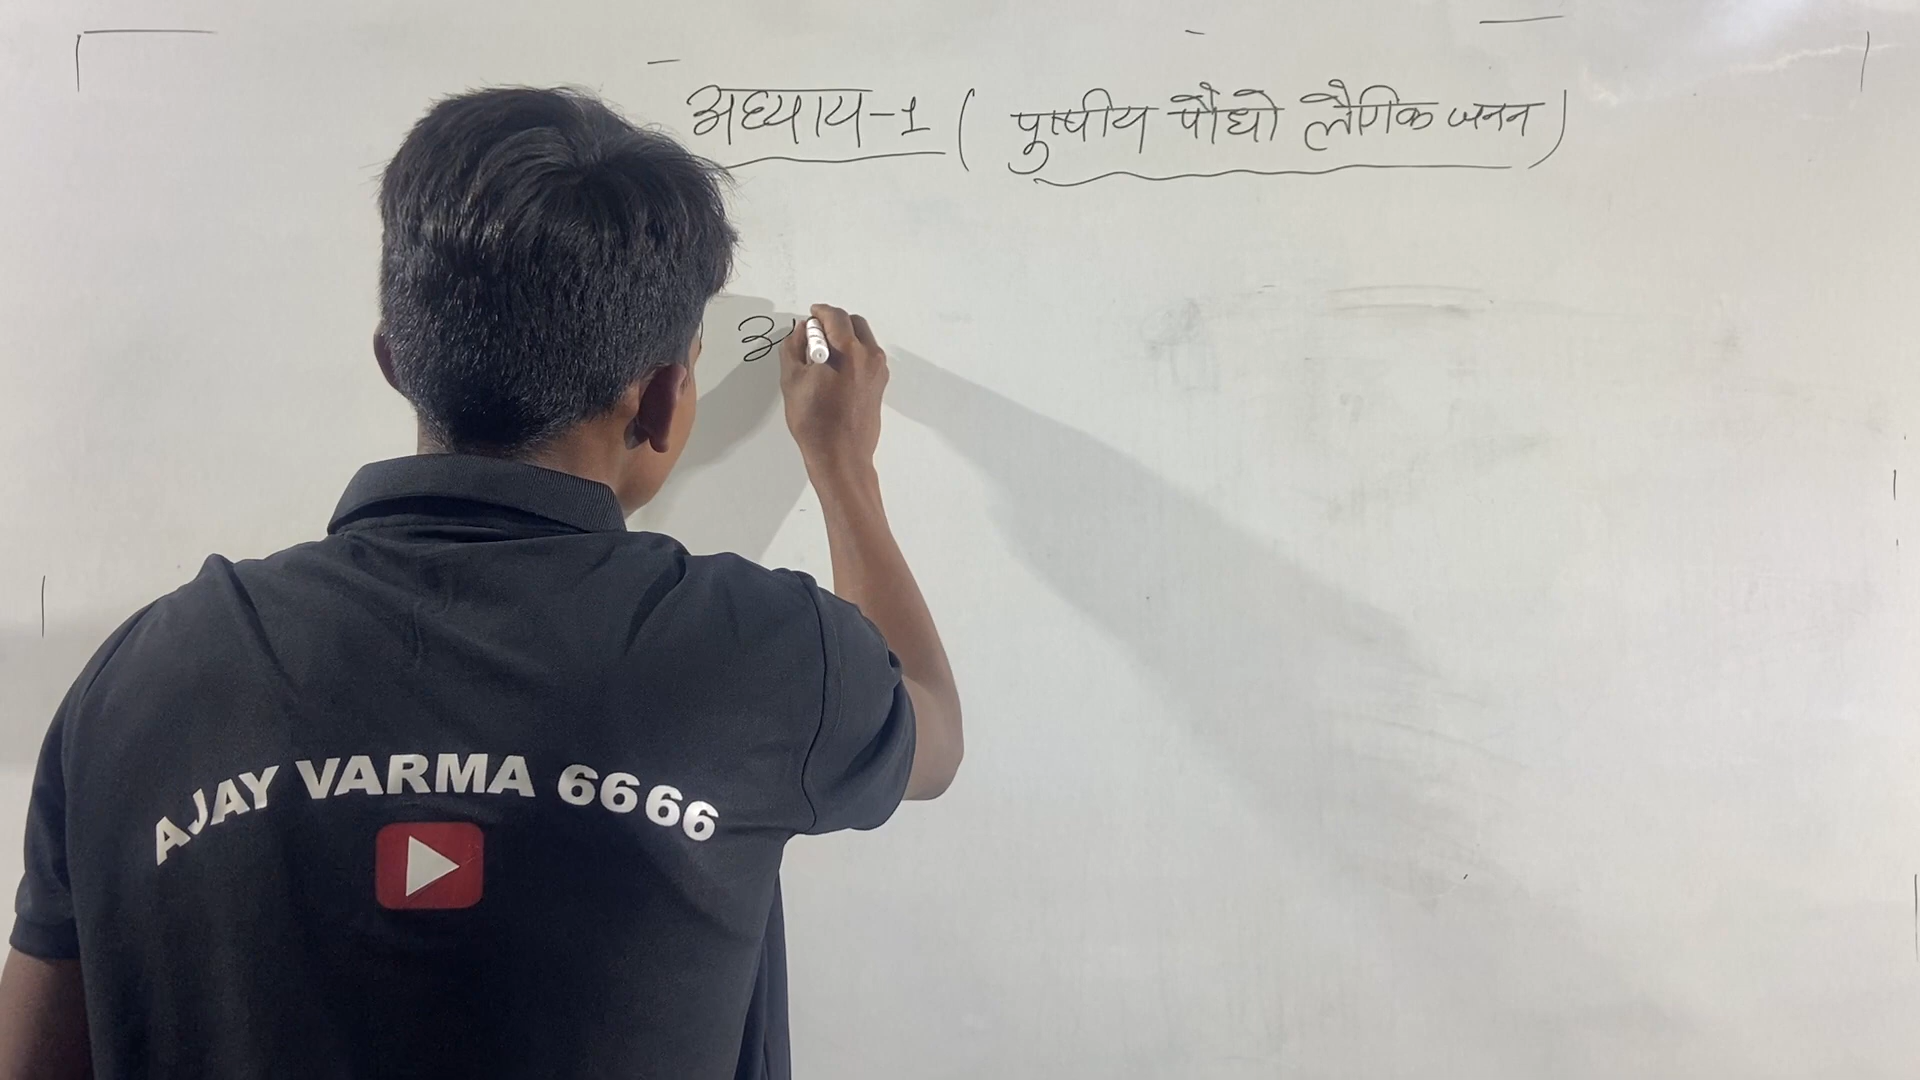 अध्याय-1 ( पुष्पीय पौधो लैगिक जनन )
अ
AJAY VARMA 6666